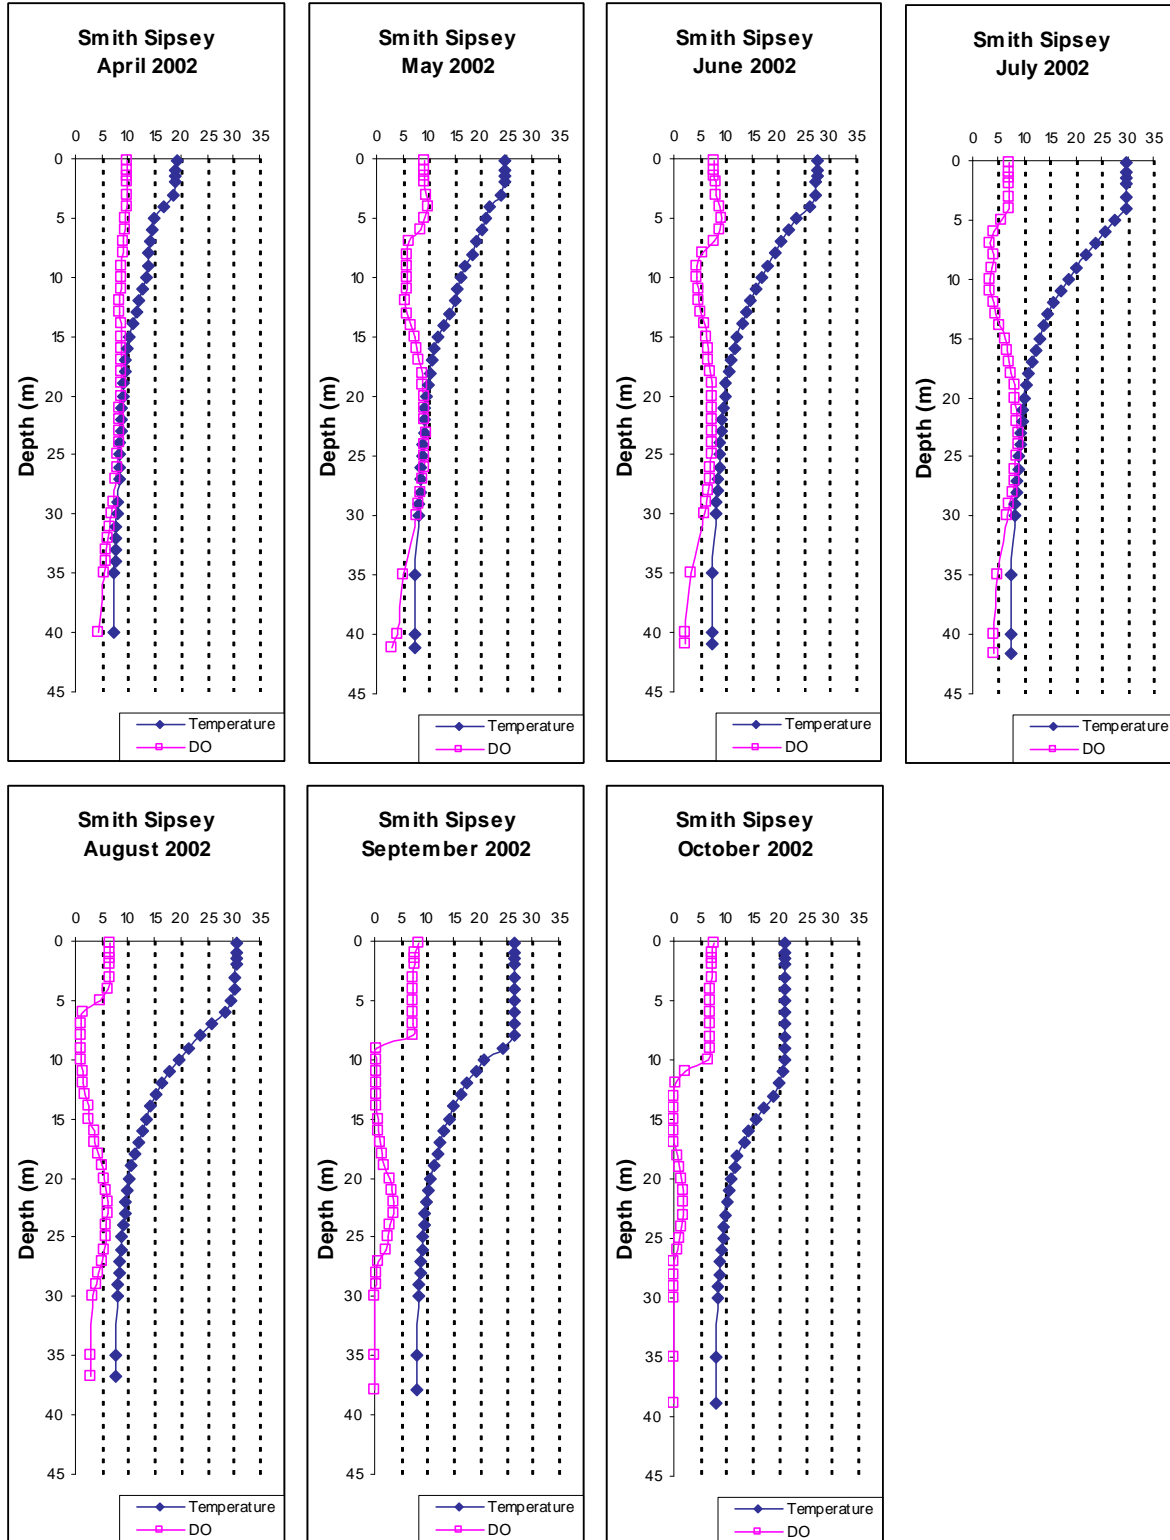 Smith Sipsey
April 2002
0 5 10 15 20 25 30 35
0
5
10
15
20
25
30
35
40
45
Depth (m)
Temperature
DO
Smith Sipsey
May 2002
0 5 10 15 20 25 30 35
0
5
10
15
20
25
30
35
40
45
Depth (m)
Temperature
DO
Smith Sipsey
June 2002
0 5 10 15 20 25 30 35
0
5
10
15
20
25
30
35
40
45
Depth (m)
Temperature
DO
Smith Sipsey
July 2002
0 5 10 15 20 25 30 35
0
5
10
15
20
25
30
35
40
45
Depth (m)
Temperature
DO
Smith Sipsey
August 2002
0 5 10 15 20 25 30 35
0
5
10
15
20
25
30
35
40
45
Depth (m)
Temperature
DO
Smith Sipsey
September 2002
0 5 10 15 20 25 30 35
0
5
10
15
20
25
30
35
40
45
Depth (m)
Temperature
DO
Smith Sipsey
October 2002
0 5 10 15 20 25 30 35
0
5
10
15
20
25
30
35
40
45
Depth (m)
Temperature
DO